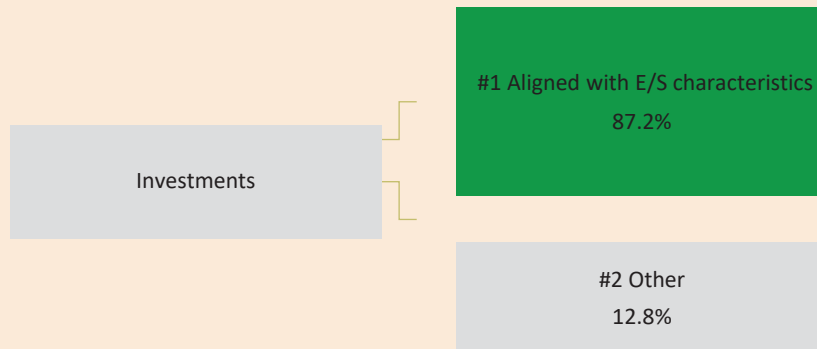 Investments
#1 Aligned with E/S characteristics
87.2%
#2 Other
12.8%